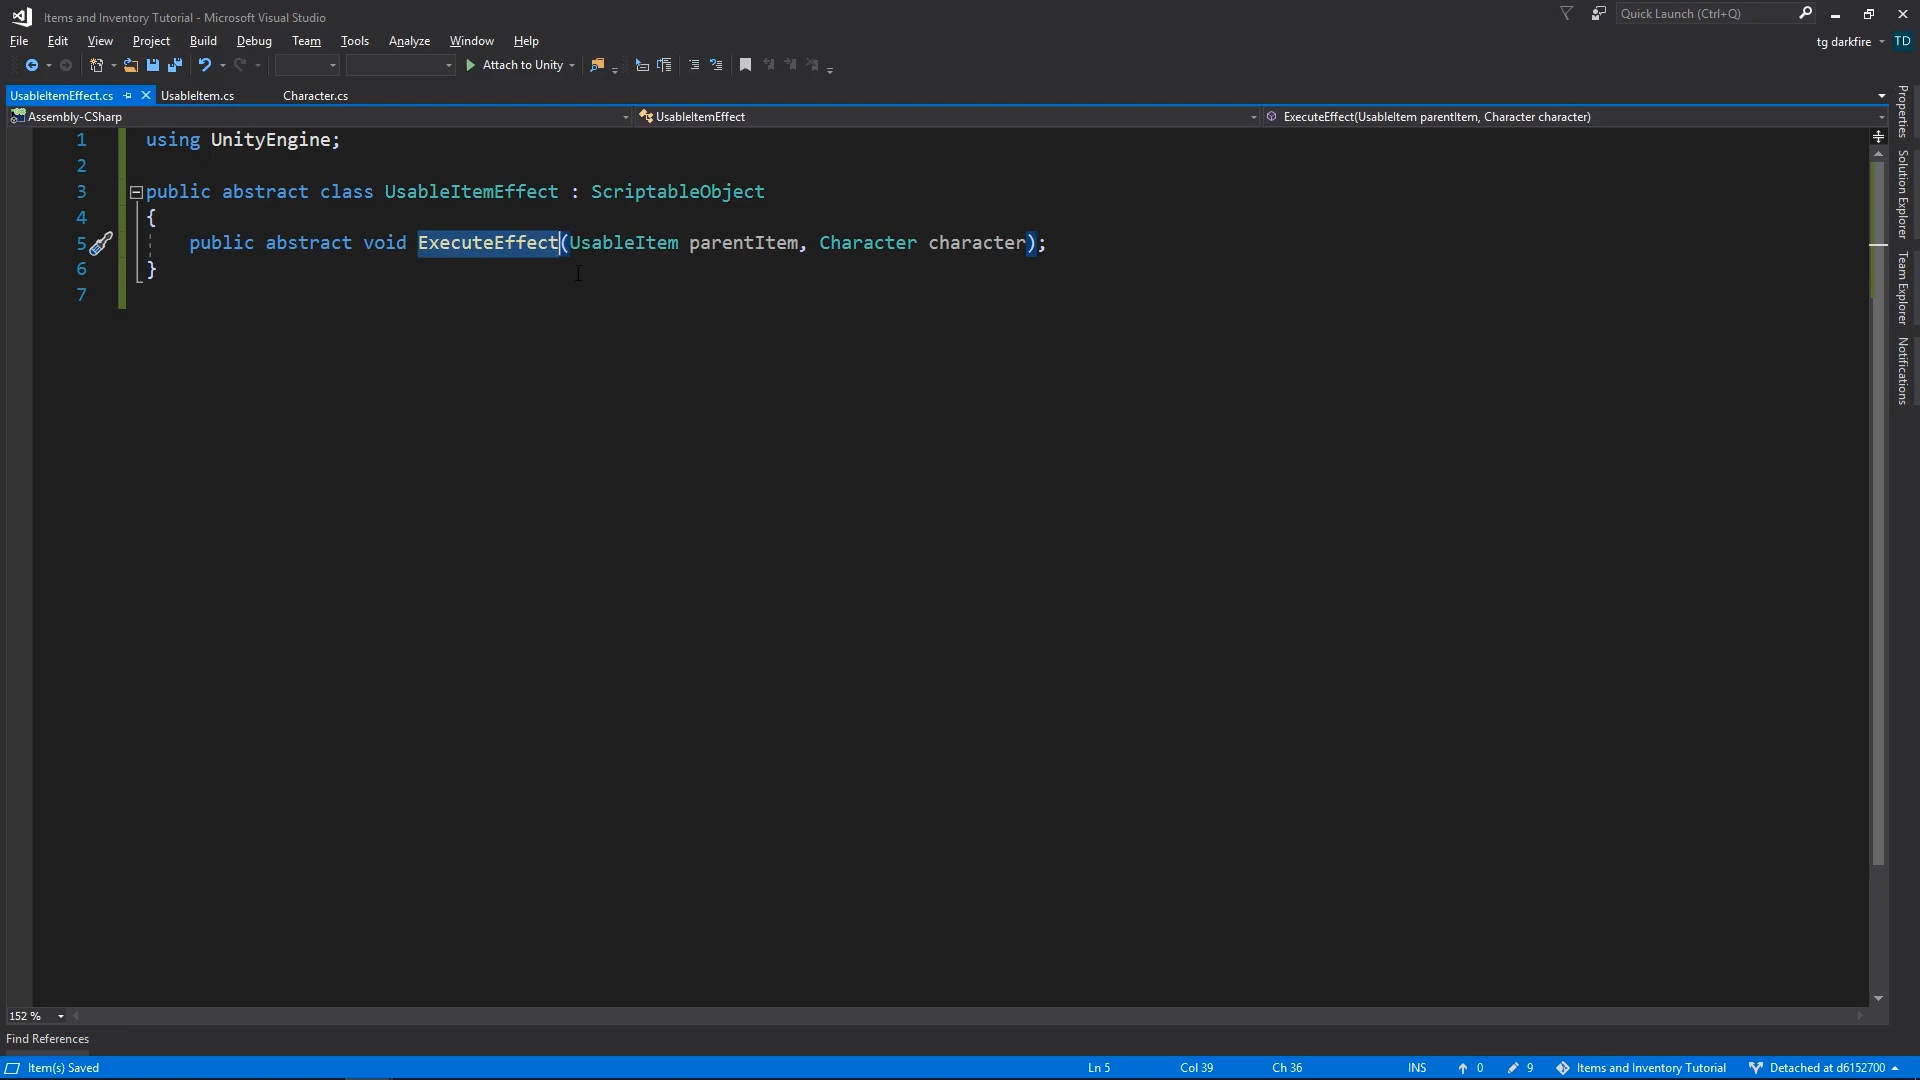 Items and Inventory Tutorial - Microsoft Visual Studio
Quick Launch (Ctrl+Q)
File Edit View Project Build Debug Team Tools Analyze Window Help
tg darkfire TD
Attach to Unity
UsableItemEffect.cs UsableItem.cs Character.cs
Assembly-CSharp UsableItemEffect ExecuteEffect(UsableItem parentItem, Character character)
1 using UnityEngine;
2
3 public abstract class UsableItemEffect : ScriptableObject
4 {
5 public abstract void ExecuteEffect(UsableItem parentItem, Character character);
6 }
7
Properties
Solution Explorer
Team Explorer
Notifications
152 %
Find References
Item(s) Saved Ln 5 Col 39 Ch 36 INS 0 9 Items and Inventory Tutorial Detached at d6152700